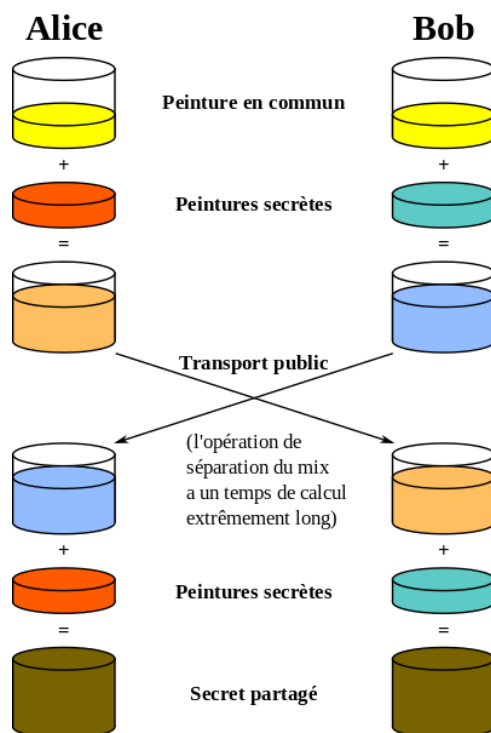 Alice
Bob
Peinture en commun
+
+
Peintures secrètes
=
=
Transport public
(l'opération de
séparation du mix
a un temps de calcul
extrêmement long)
+
+
Peintures secrètes
=
=
Secret partagé